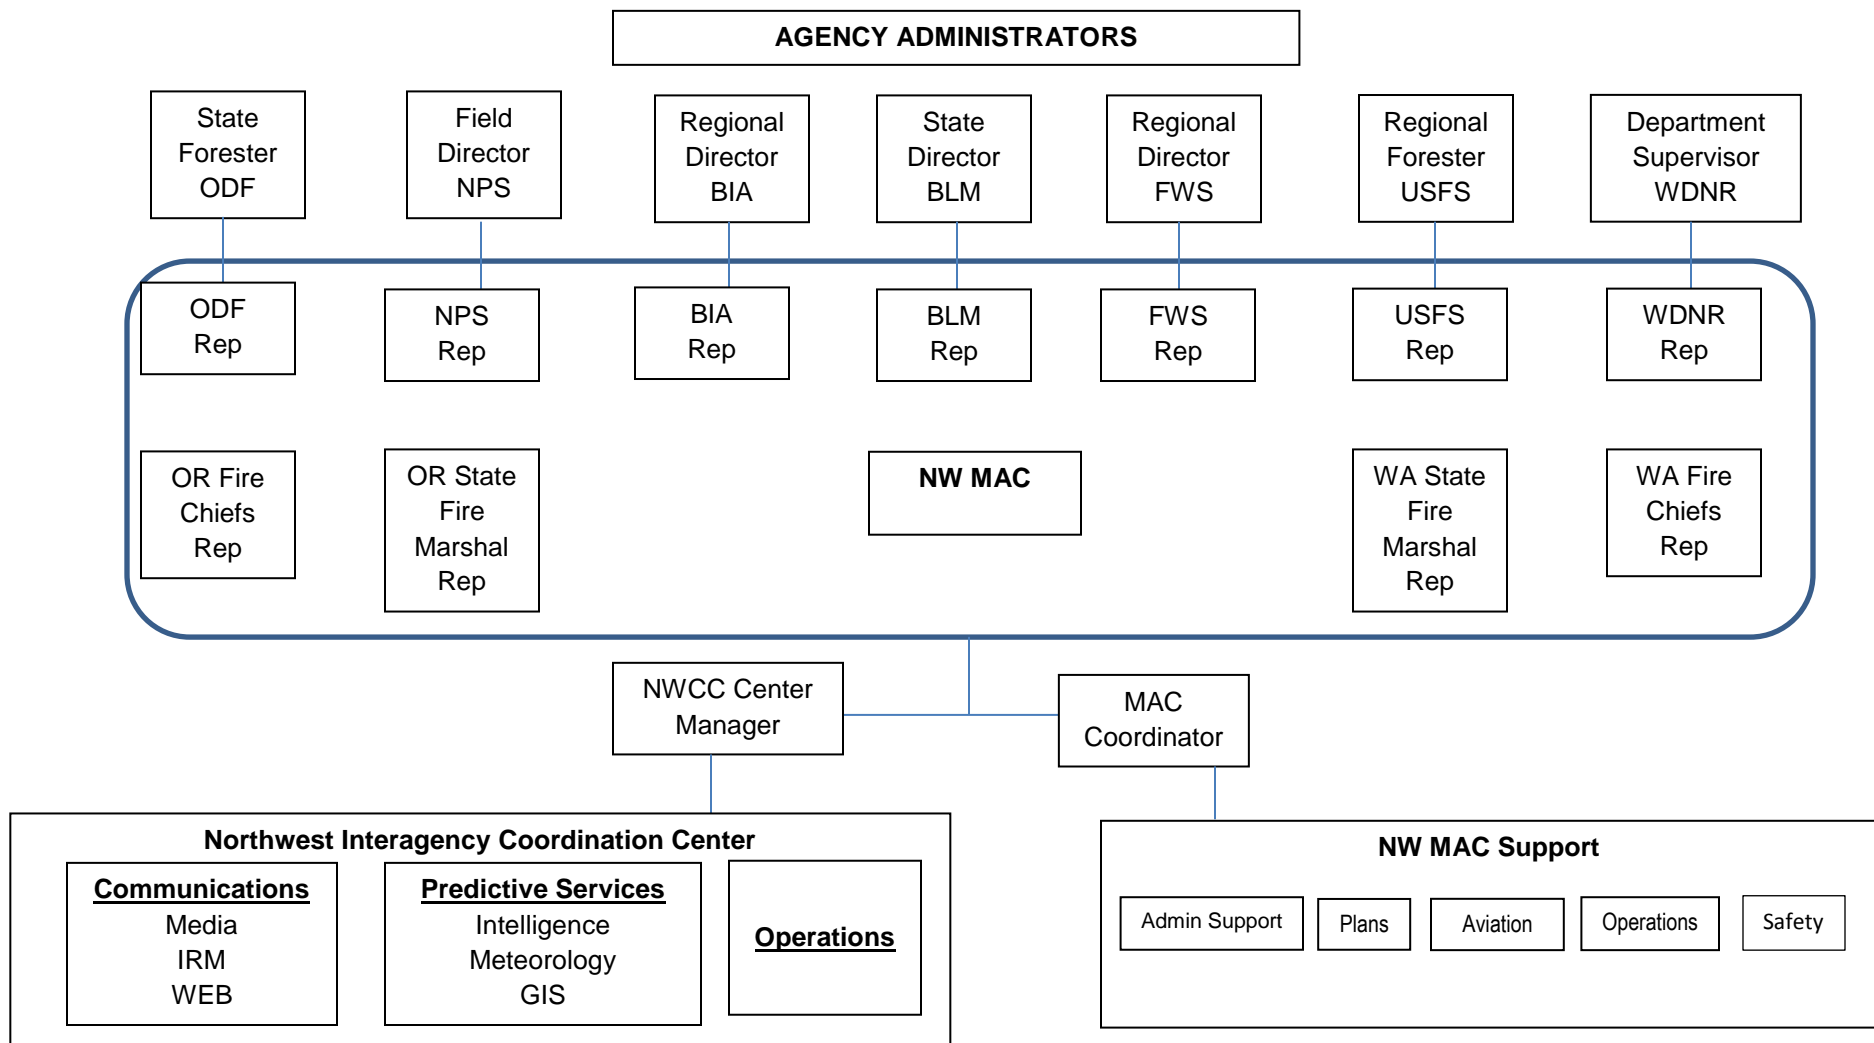 AGENCY ADMINISTRATORS
State
Forester
ODF
Field
Director
NPS
Regional
Director
BIA
State
Director
BLM
Regional
Director
FWS
Regional
Forester
USFS
Department
Supervisor
WDNR
ODF
Rep
NPS
Rep
BIA
Rep
BLM
Rep
FWS
Rep
USFS
Rep
WDNR
Rep
OR Fire
Chiefs
Rep
OR State
Fire
Marshal
Rep
NW MAC
WA State
Fire
Marshal
Rep
WA Fire
Chiefs
Rep
NWCC Center
Manager
MAC
Coordinator
Northwest Interagency Coordination Center
Communications
Media
IRM
WEB
Predictive Services
Intelligence
Meteorology
GIS
Operations
NW MAC Support
Admin Support
Plans
Aviation
Operations
Safety